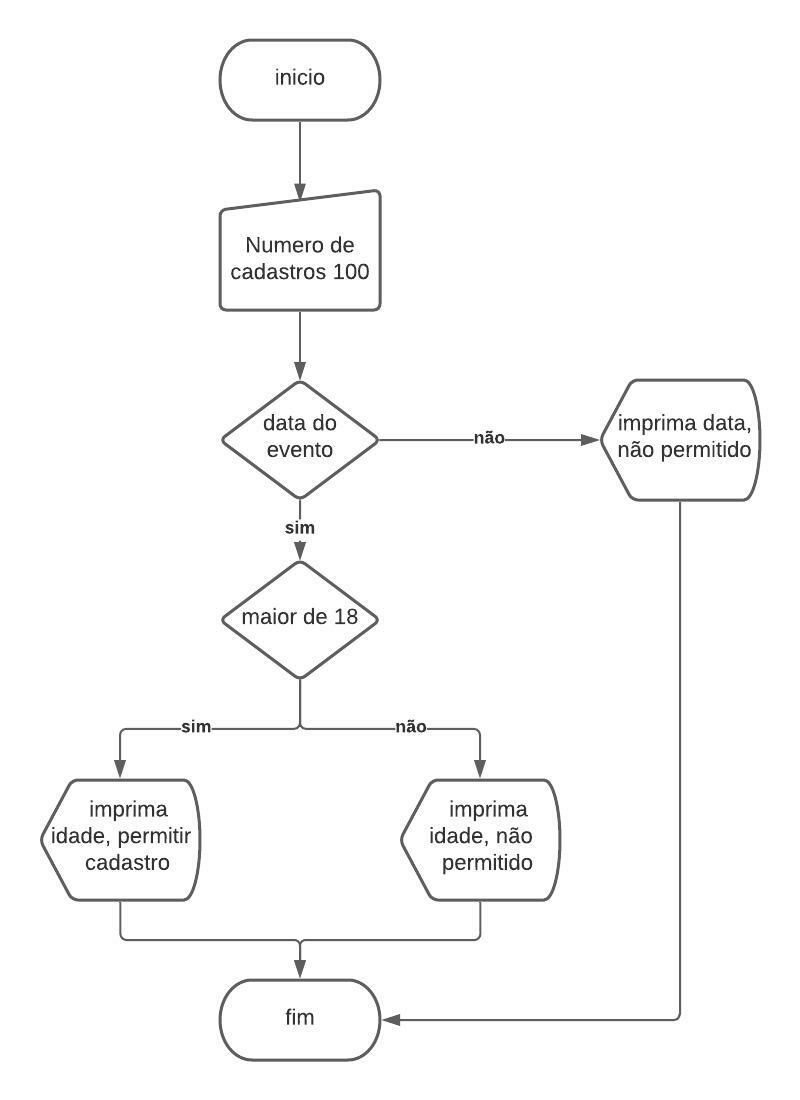 inicio
Numero de
cadastros 100
data do
evento
não
imprima data,
não permitido
sim
maior de 18
sim
não
imprima
idade, permitir
cadastro
imprima
idade, não
permitido
fim